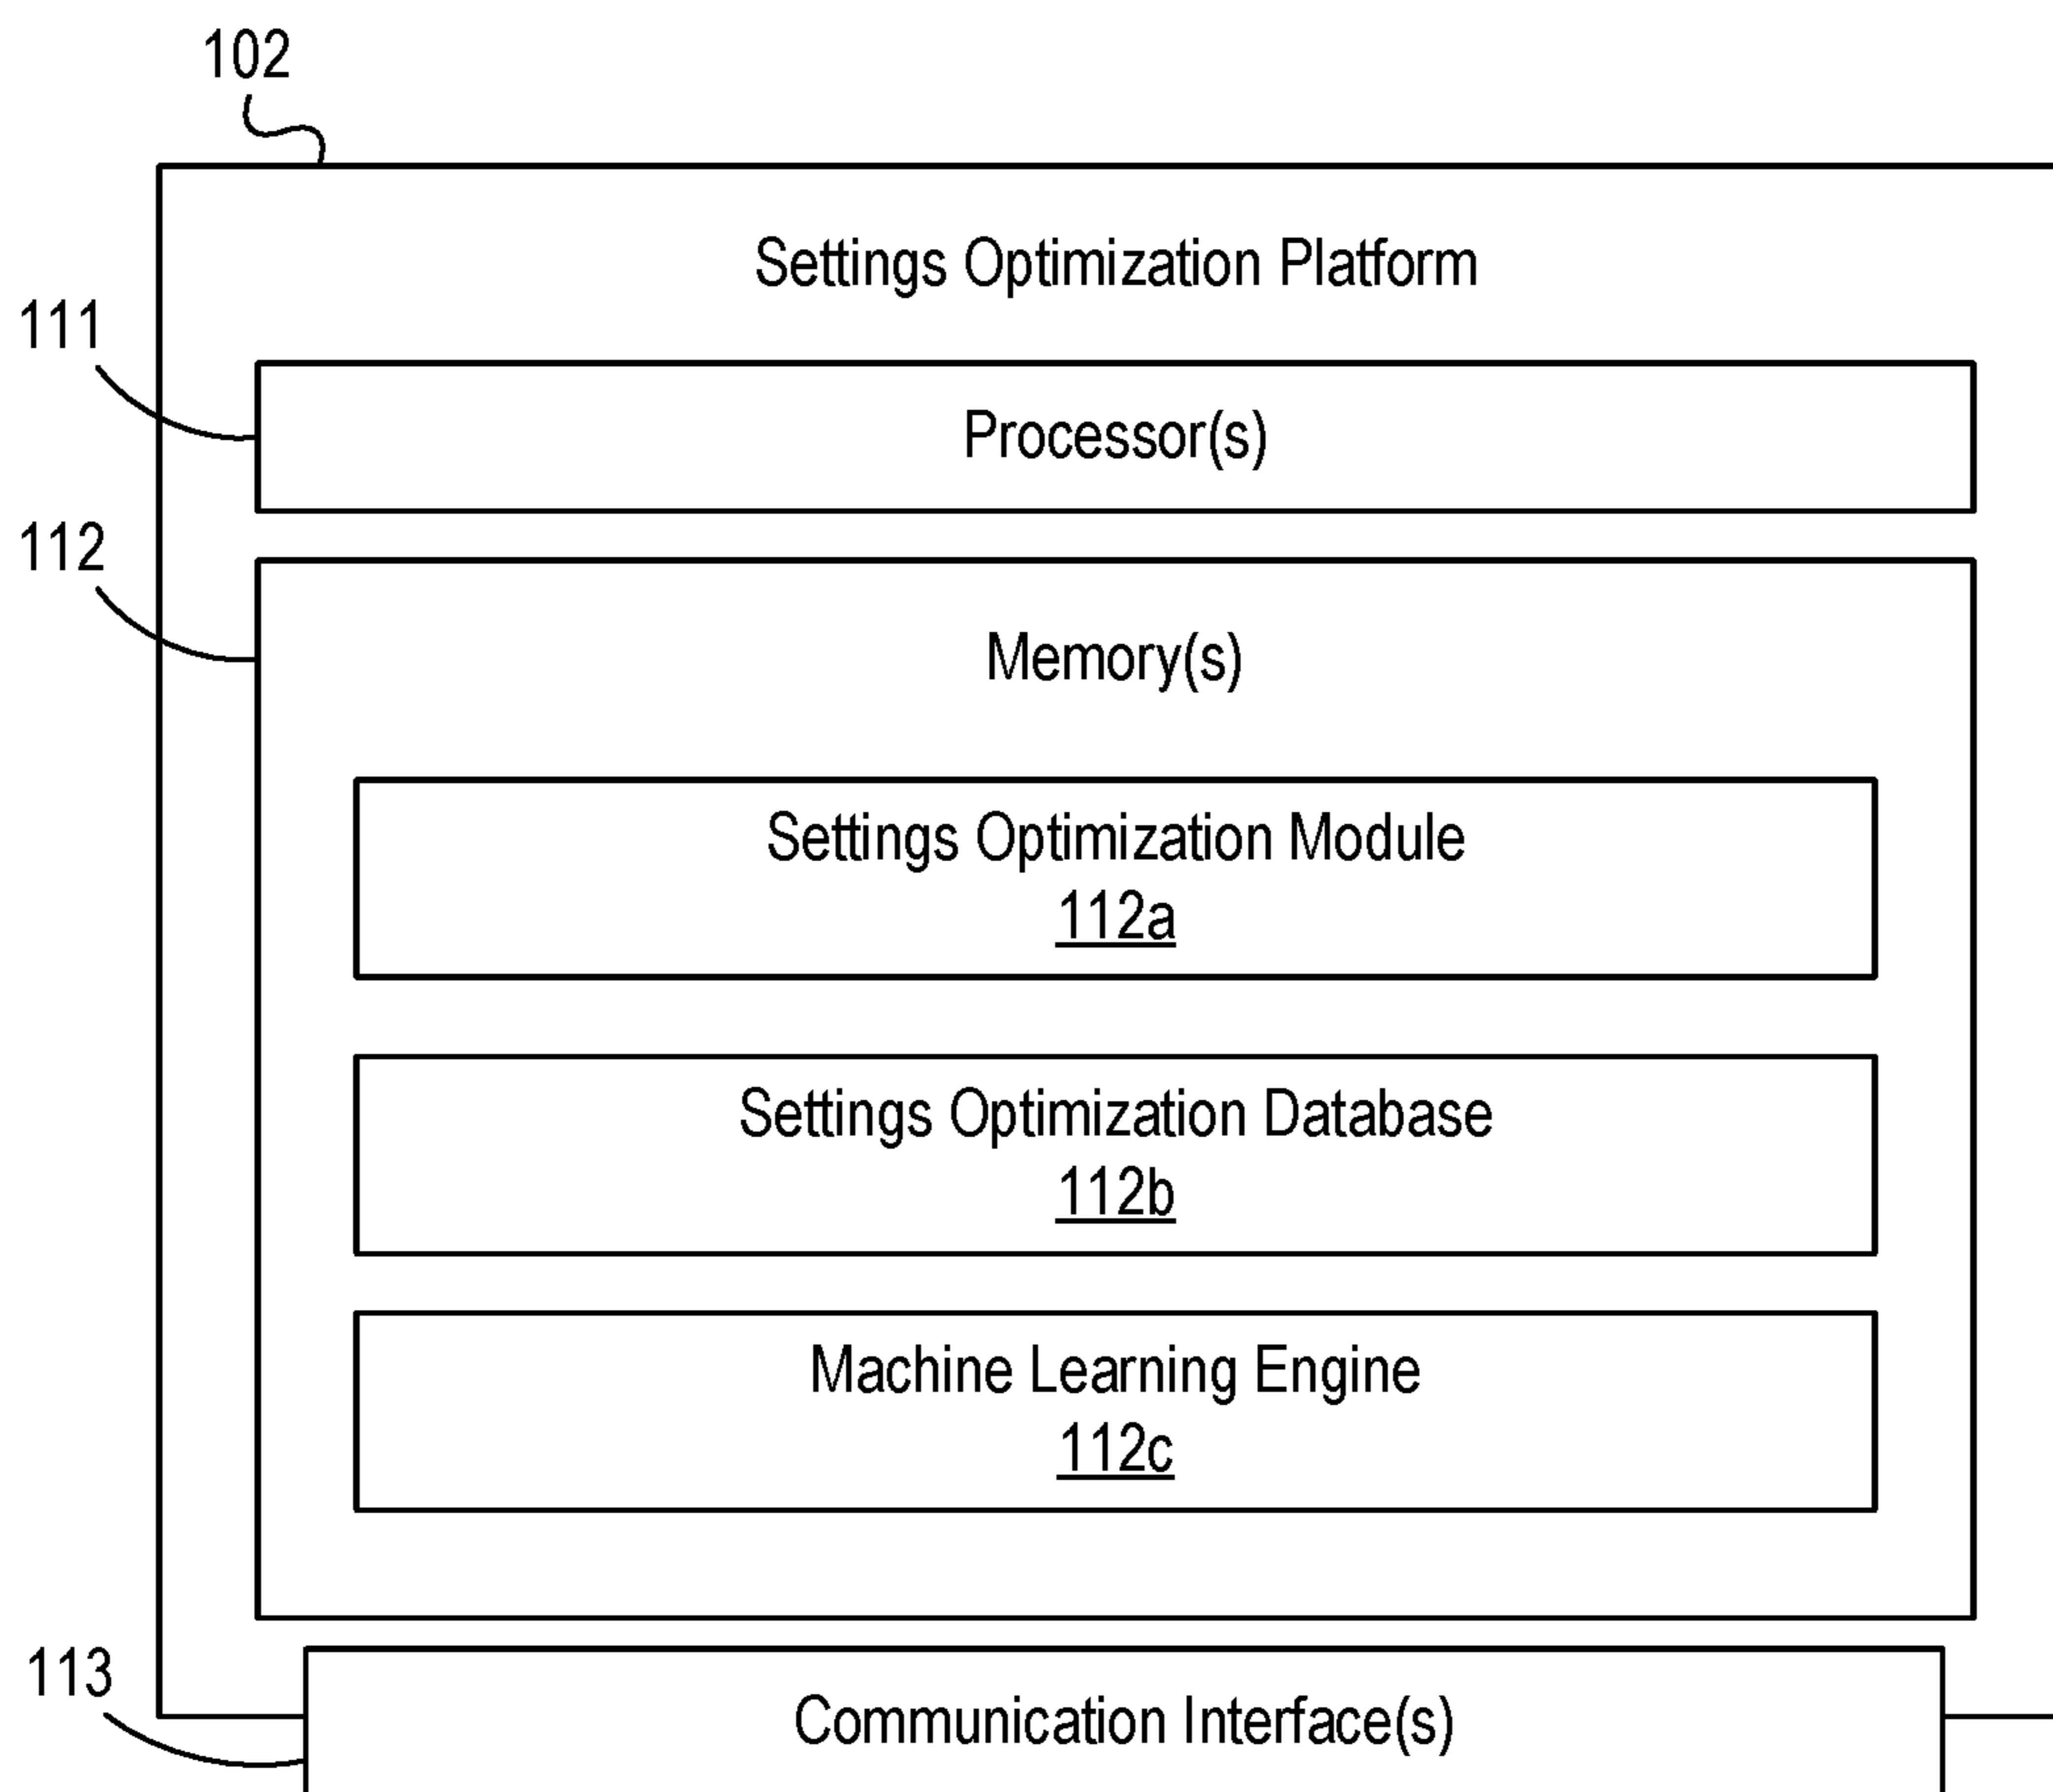 102
Settings Optimization Platform
111
Processor(s)
112
Memory(s)
Settings Optimization Module
112a
Settings Optimization Database
112b
Machine Learning Engine
112c
113
Communication Interface(s)